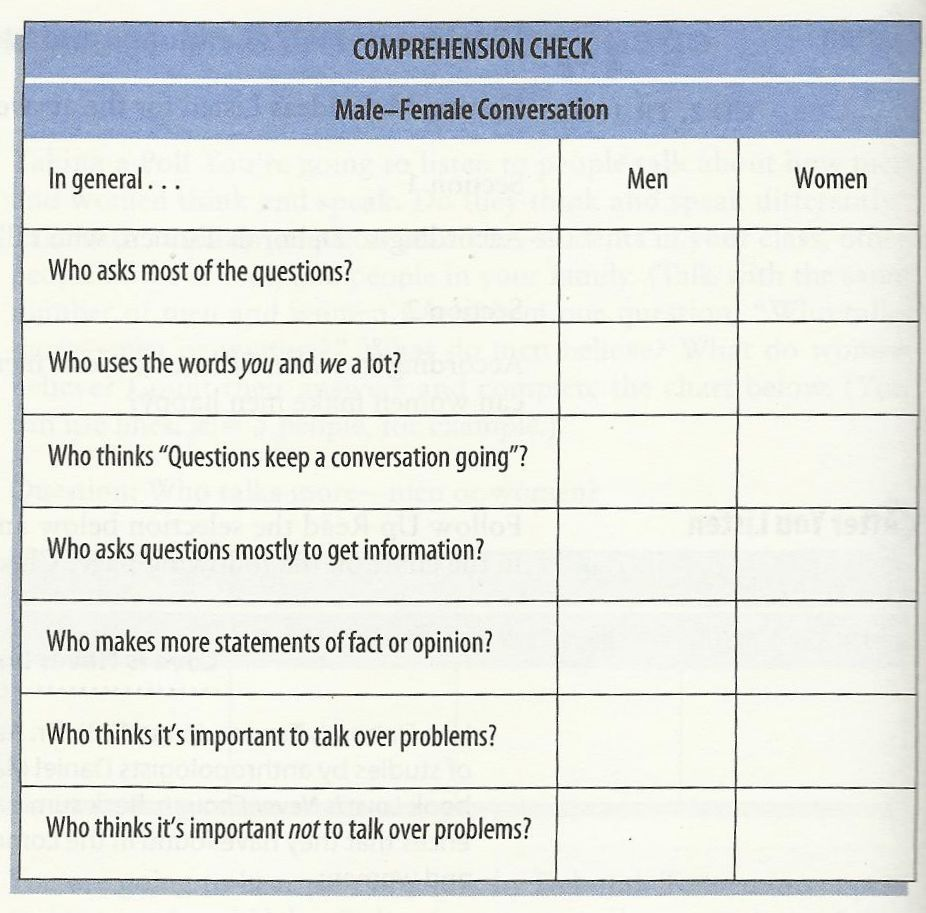 COMPREHENSION CHECK
Male–Female Conversation
In general . . . Men Women
Who asks most of the questions?
Who uses the words you and we a lot?
Who thinks “Questions keep a conversation going”?
Who asks questions mostly to get information?
Who makes more statements of fact or opinion?
Who thinks it’s important to talk over problems?
Who thinks it’s important not to talk over problems?